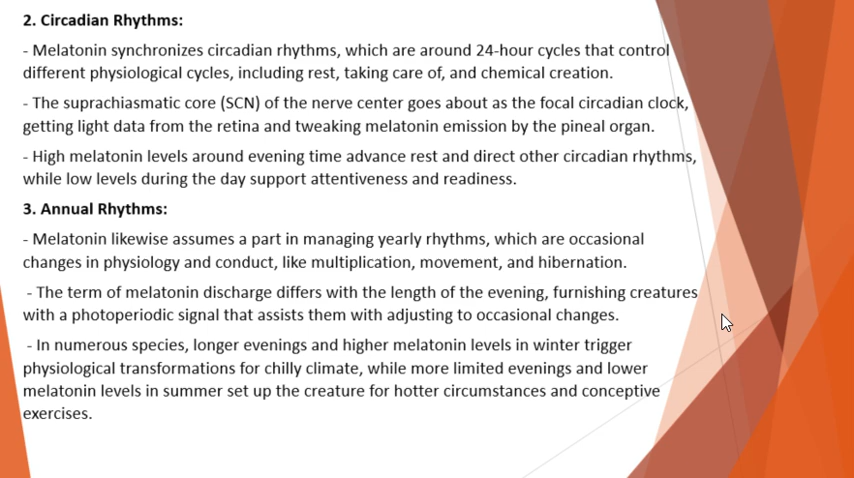 2. Circadian Rhythms:
- Melatonin synchronizes circadian rhythms, which are around 24-hour cycles that control
different physiological cycles, including rest, taking care of, and chemical creation.
- The suprachiasmatic core (SCN) of the nerve center goes about as the focal circadian clock,
getting light data from the retina and tweaking melatonin emission by the pineal organ.
- High melatonin levels around evening time advance rest and direct other circadian rhythms,
while low levels during the day support attentiveness and readiness.
3. Annual Rhythms:
- Melatonin likewise assumes a part in managing yearly rhythms, which are occasional
changes in physiology and conduct, like multiplication, movement, and hibernation.
- The term of melatonin discharge differs with the length of the evening, furnishing creatures
with a photoperiodic signal that assists them with adjusting to occasional changes.
- In numerous species, longer evenings and higher melatonin levels in winter trigger
physiological transformations for chilly climate, while more limited evenings and lower
melatonin levels in summer set up the creature for hotter circumstances and conceptive
exercises.